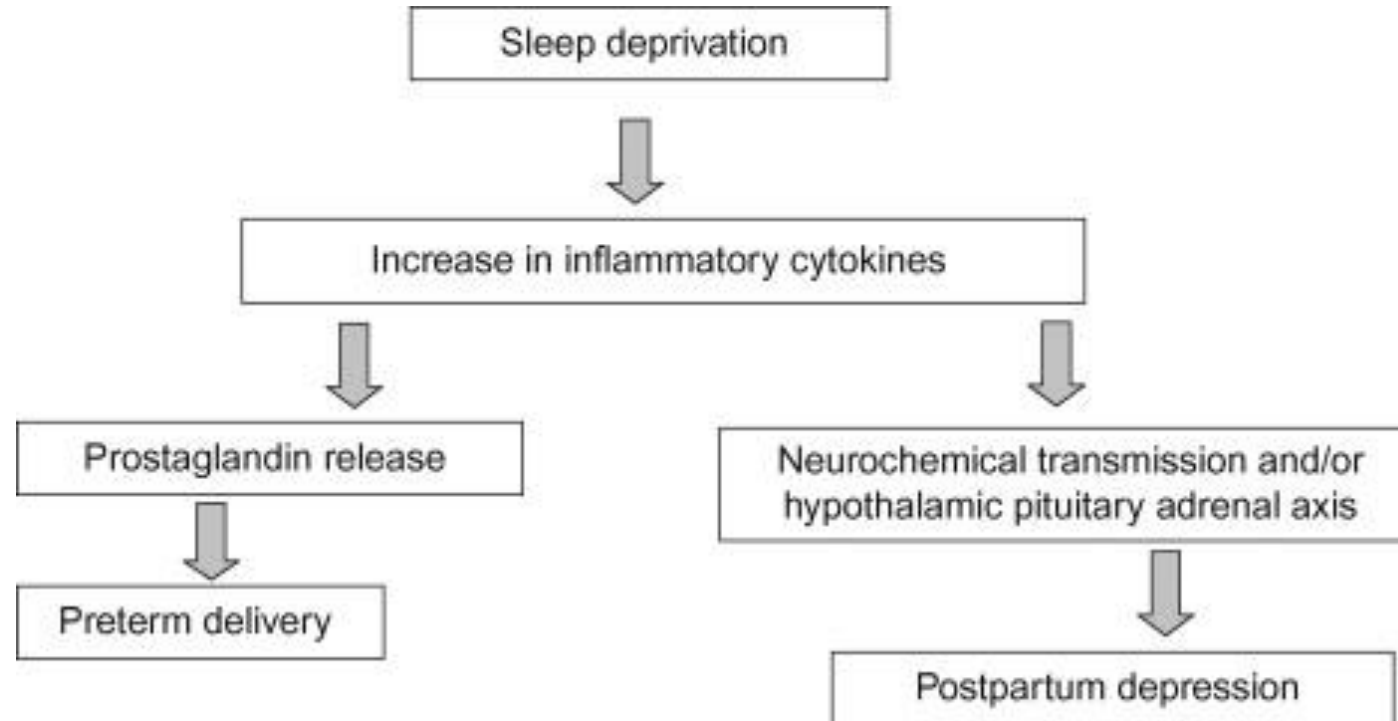 Sleep deprivation
Increase in inflammatory cytokines
Prostaglandin release
Neurochemical transmission and/or
hypothalamic pituitary adrenal axis
Preterm delivery
Postpartum depression